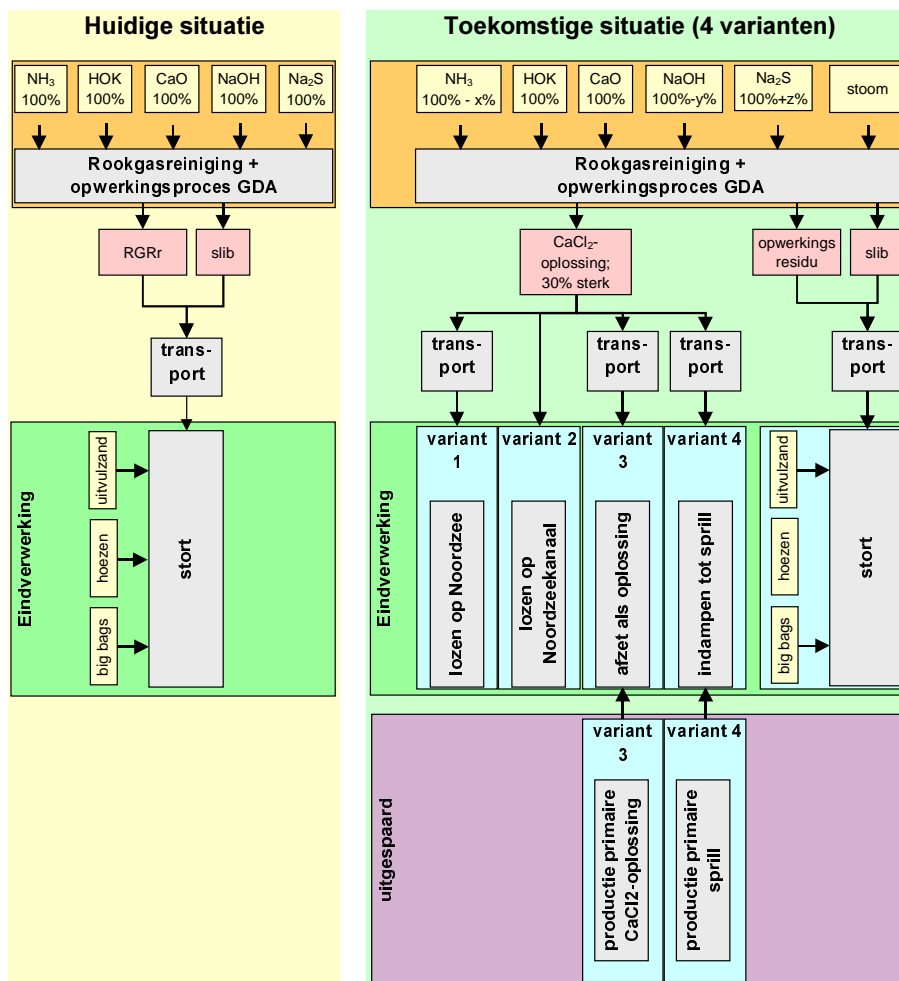 Huidige situatie
NH₃
100%
HOK
100%
CaO
100%
NaOH
100%
Na₂S
100%
Rookgasreiniging +
opwerkingsproces GDA
RGRr
slib
trans-
port
Eindverwerking
uitvulzand
hoezen
big bags
stort
Toekomstige situatie (4 varianten)
NH₃
100% - x%
HOK
100%
CaO
100%
NaOH
100%-y%
Na₂S
100%+z%
stoom
Rookgasreiniging +
opwerkingsproces GDA
CaCl₂-
oplossing;
30% sterk
opwerkings
residu
slib
trans-
port
trans-
port
trans-
port
trans-
port
Eindverwerking
variant
1
lozen op Noordzee
variant 2
lozen op
Noordzeekanaal
variant
3
afzet als oplossing
variant 4
indampen tot sprill
uitvulzand
hoezen
big bags
stort
uitgespaard
variant
3
productie primaire
CaCl2-oplossing
variant 4
productie primaire
sprill